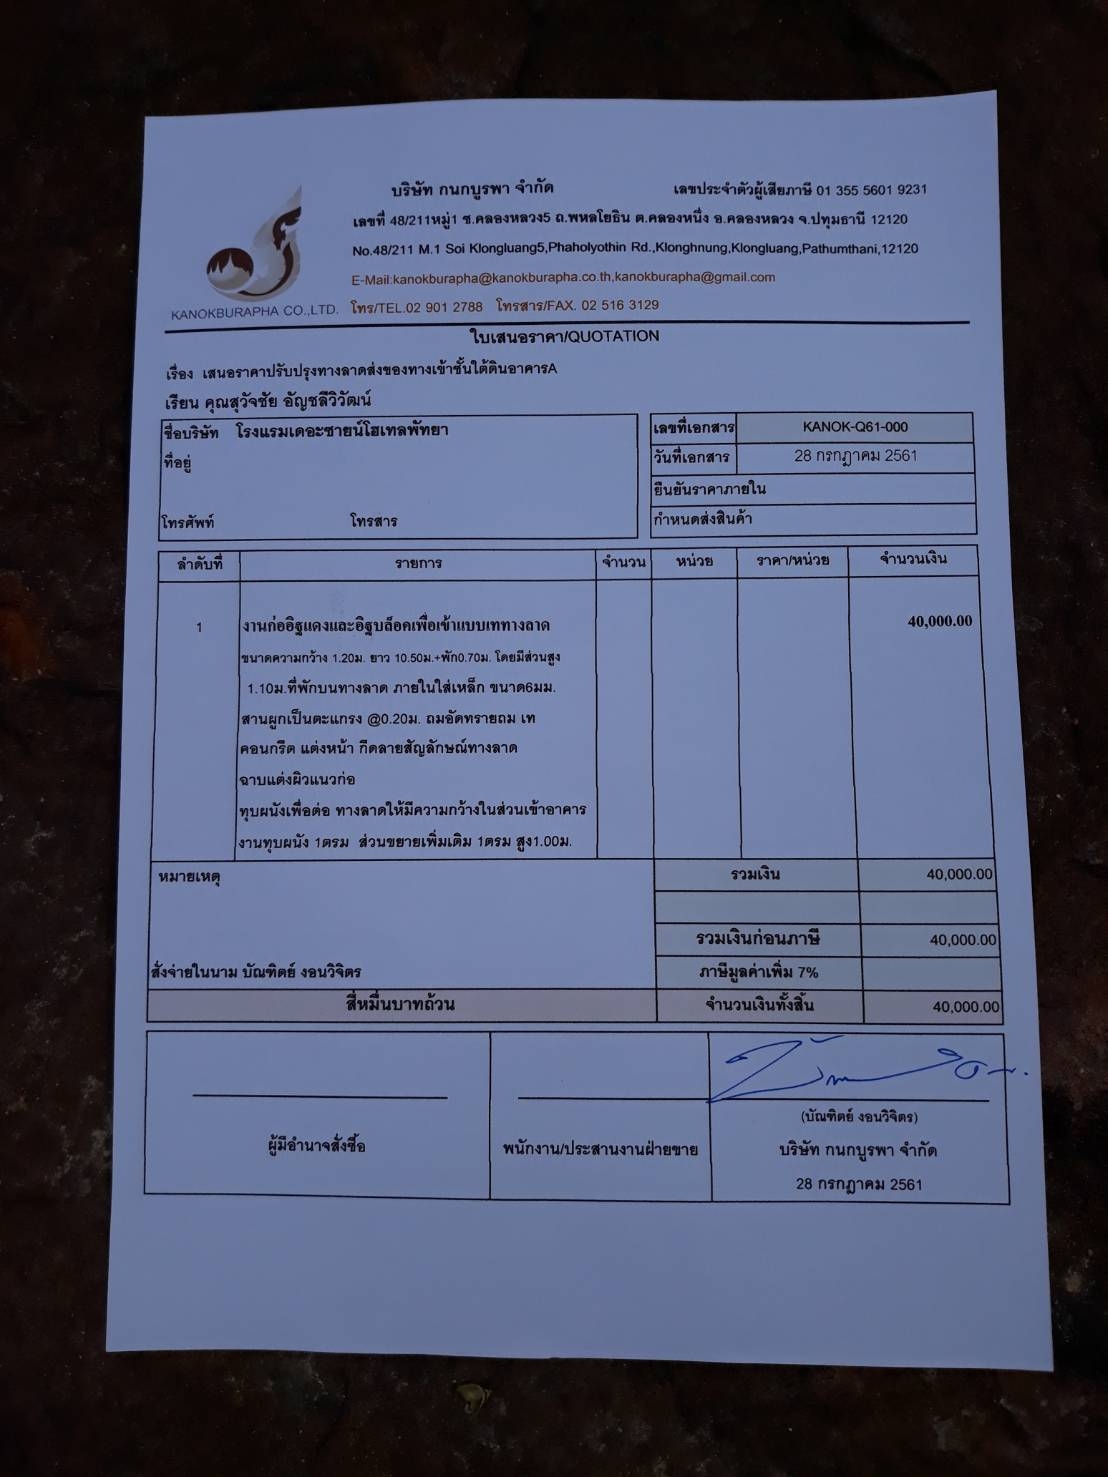 บริษัท กนกบูรพา จำกัด เลขประจำตัวผู้เสียภาษี 01 355 5601 9231
เลขที่ 48/211หมู่1 ซ.คลองหลวง5 ถ.พหลโยธิน ต.คลองหนึ่ง อ.คลองหลวง จ.ปทุมธานี 12120
No.48/211 M.1 Soi Klongluang5,Phaholyothin Rd.,Klonghnung,Klongluang,Pathumthani,12120
E-Mail:kanokburapha@kanokburapha.co.th,kanokburapha@gmail.com
KANOKBURAPHA CO.,LTD. โทร/TEL.02 901 2788 โทรสาร/FAX. 02 516 3129
ใบเสนอราคา/QUOTATION
เรื่อง เสนอราคาปรับปรุงทางลาดส่งของทางเข้าชั้นใต้ดินอาคารA
เรียน คุณสุวัจชัย อัญชลีวิวัฒน์
ชื่อบริษัท โรงแรมเดอะซายน์โฮเทลพัทยา เลขที่เอกสาร KANOK-Q61-000
ที่อยู่ วันที่เอกสาร 28 กรกฎาคม 2561
ยืนยันราคาภายใน
โทรศัพท์ โทรสาร กำหนดส่งสินค้า
ลำดับที่ รายการ จำนวน หน่วย ราคา/หน่วย จำนวนเงิน
1 งานก่ออิฐแดงและอิฐบล็อคเพื่อเข้าแบบเททางลาด 40,000.00
ขนาดความกว้าง 1.20ม. ยาว 10.50ม.+พัก0.70ม. โดยมีส่วนสูง
1.10ม.ที่พักบนทางลาด ภายในใส่เหล็ก ขนาด6มม.
สานผูกเป็นตะแกรง @0.20ม. ถมอัดทรายถม เท
คอนกรีต แต่งหน้า กีดลายสัญลักษณ์ทางลาด
ฉาบแต่งผิวแนวก่อ
ทุบผนังเพื่อต่อ ทางลาดให้มีความกว้างในส่วนเข้าอาคาร
งานทุบผนัง 1ตรม ส่วนขยายเพิ่มเติม 1ตรม สูง1.00ม.
หมายเหตุ รวมเงิน 40,000.00
รวมเงินก่อนภาษี 40,000.00
สั่งจ่ายในนาม บัณฑิตย์ งอนวิจิตร ภาษีมูลค่าเพิ่ม 7%
สี่หมื่นบาทถ้วน จำนวนเงินทั้งสิ้น 40,000.00
(บัณฑิตย์ งอนวิจิตร)
ผู้มีอำนาจสั่งซื้อ พนักงาน/ประสานงานฝ่ายขาย บริษัท กนกบูรพา จำกัด
28 กรกฎาคม 2561